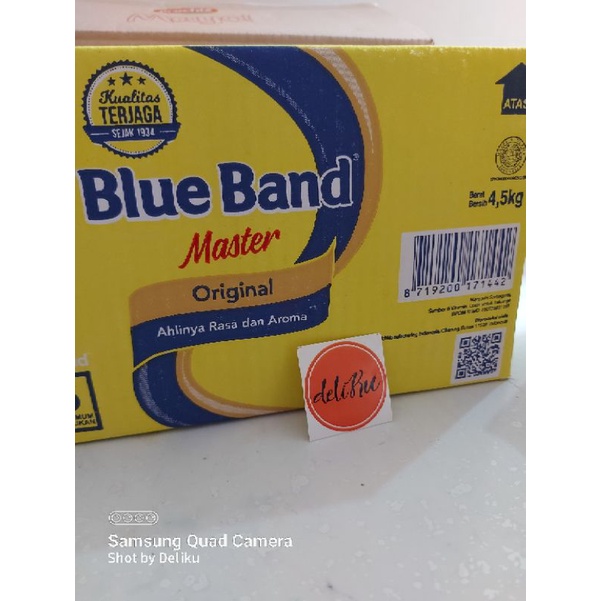 Kualitas
TERJAGA
SEJAK 1934
ATAS
Blue Band
Master
Original
Ahlinya Rasa dan Aroma
Berat
Bersih 4,5kg
8 719200 171442
deliKu
Samsung Quad Camera
Shot by Deliku